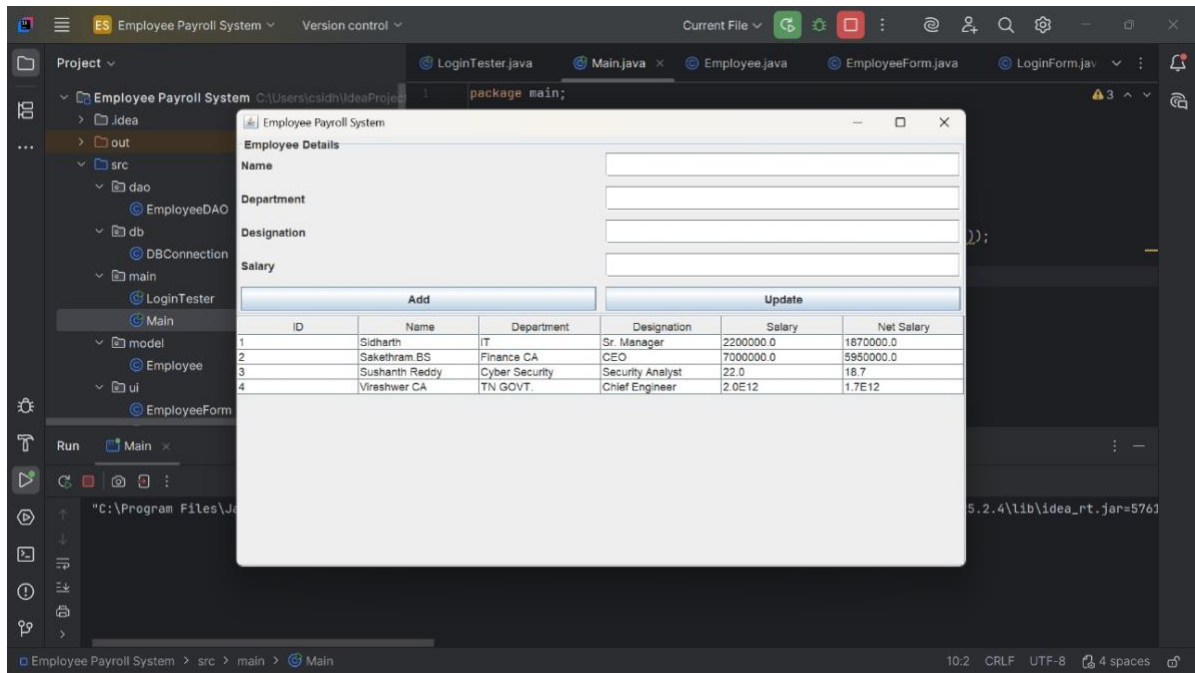 ES Employee Payroll System Version control Current File
Project
LoginTester.java Main.java Employee.java EmployeeForm.java LoginForm.jav
Employee Payroll System C:\Users\csidh\IdeaProjec
1 package main;
3
.idea
out
src
dao
EmployeeDAO
db
DBConnection
));
main
LoginTester
Main
model
Employee
ui
EmployeeForm
Employee Payroll System
Employee Details
Name
Department
Designation
Salary
Add Update
ID Name Department Designation Salary Net Salary
1 Sidharth IT Sr. Manager 2200000.0 1870000.0
2 Sakethram.BS Finance CA CEO 7000000.0 5950000.0
3 Sushanth Reddy Cyber Security Security Analyst 22.0 18.7
4 Vireshwer CA TN GOVT. Chief Engineer 2.0E12 1.7E12
Run Main
"C:\Program Files\Ja 5.2.4\lib\idea_rt.jar=5761
Employee Payroll System > src > main > Main 10:2 CRLF UTF-8 4 spaces